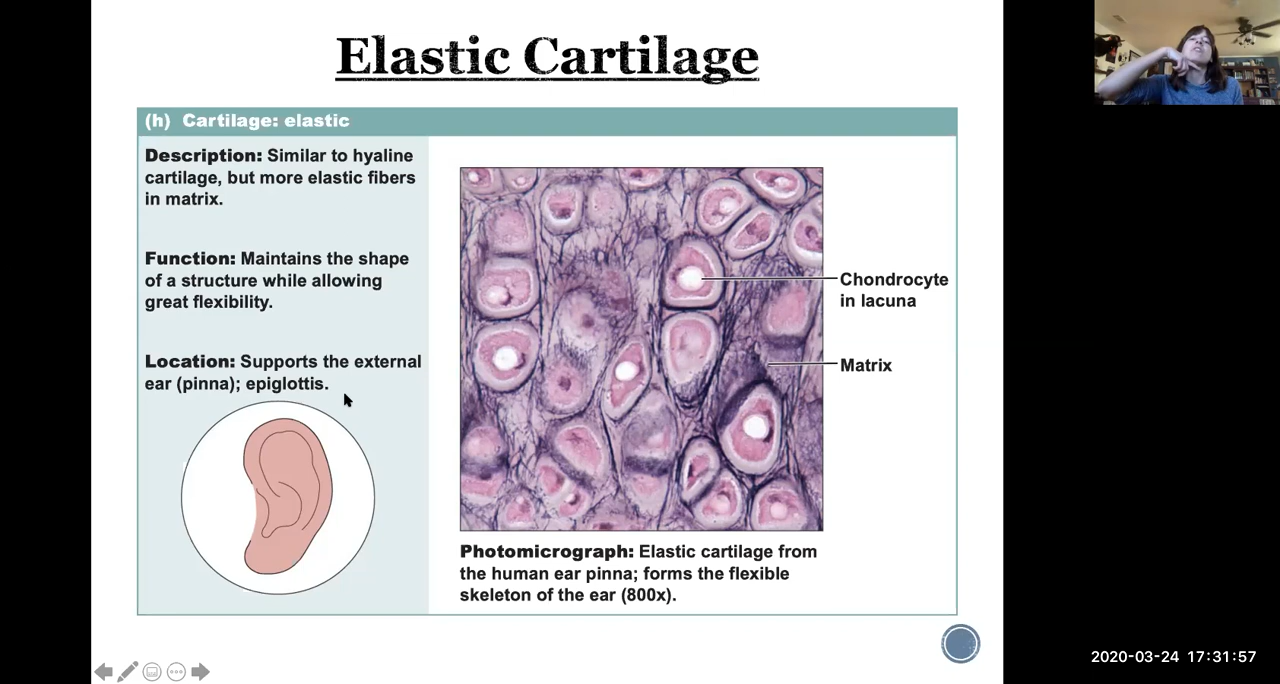 Elastic Cartilage
(h) Cartilage: elastic
Description: Similar to hyaline
cartilage, but more elastic fibers
in matrix.
Function: Maintains the shape
of a structure while allowing
great flexibility.
Location: Supports the external
ear (pinna); epiglottis.
Chondrocyte
in lacuna
Matrix
Photomicrograph: Elastic cartilage from
the human ear pinna; forms the flexible
skeleton of the ear (800x).
2020-03-24 17:31:57